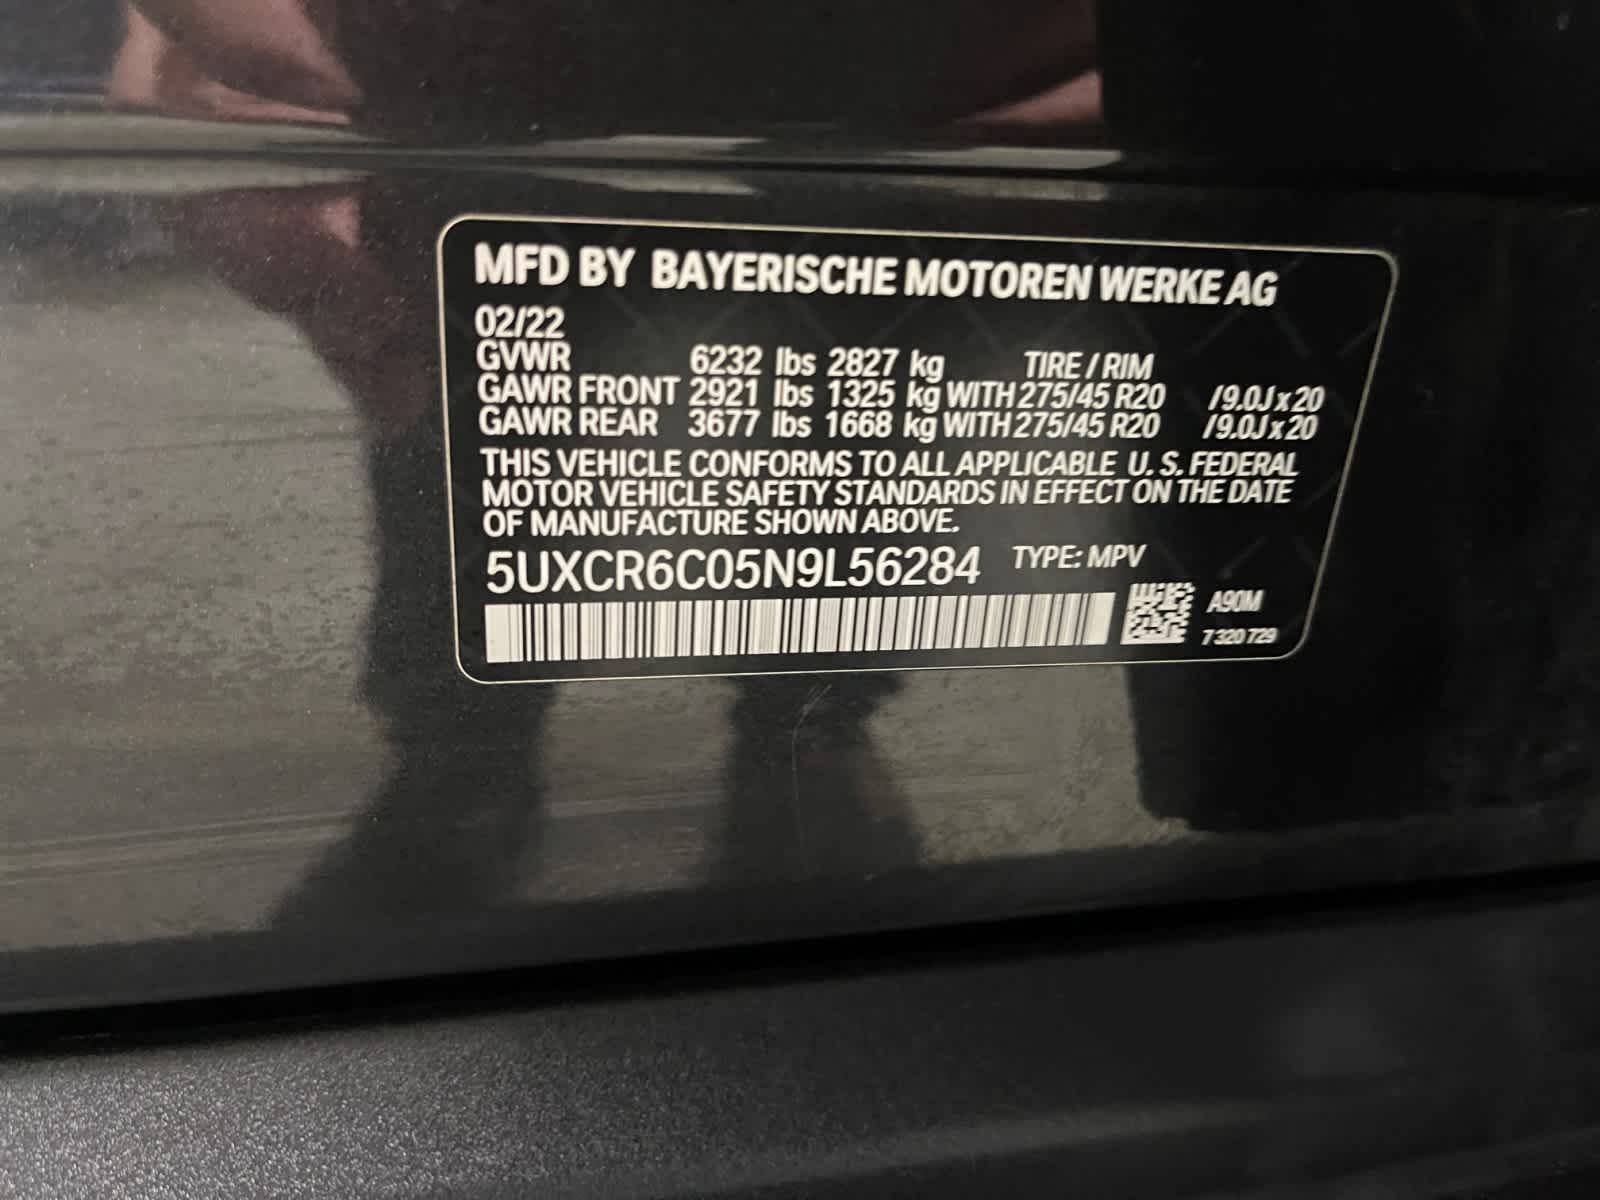 MFD BY BAYERISCHE MOTOREN WERKE AG
02/22
GVWR 6232 lbs 2827 kg TIRE / RIM
GAWR FRONT 2921 lbs 1325 kg WITH 275/45 R20 /9.0J x 20
GAWR REAR 3677 lbs 1668 kg WITH 275/45 R20 /9.0J x 20
THIS VEHICLE CONFORMS TO ALL APPLICABLE U. S. FEDERAL
MOTOR VEHICLE SAFETY STANDARDS IN EFFECT ON THE DATE
OF MANUFACTURE SHOWN ABOVE.
5UXCR6C05N9L56284 TYPE: MPV
A90M
7 320 729